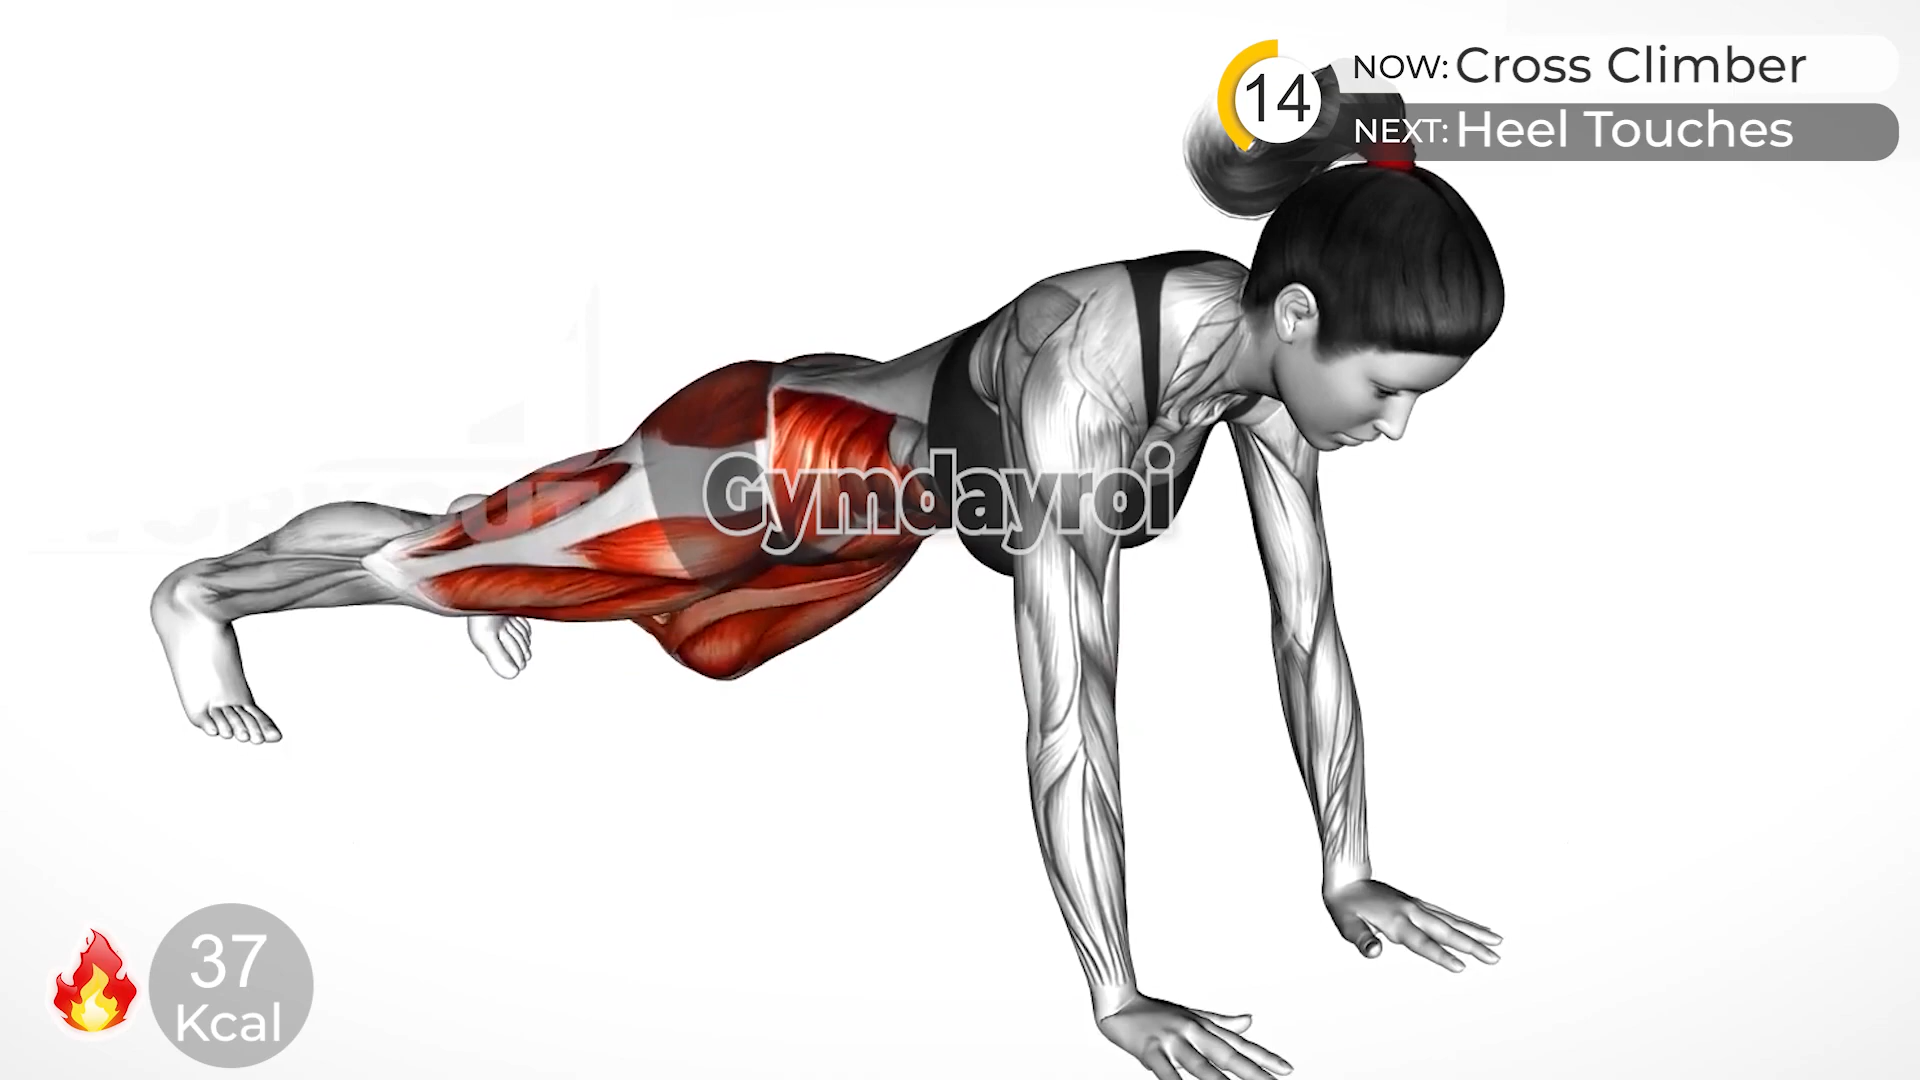 14
NOW: Cross Climber
NEXT: Heel Touches
Gymdayroi
37
Kcal